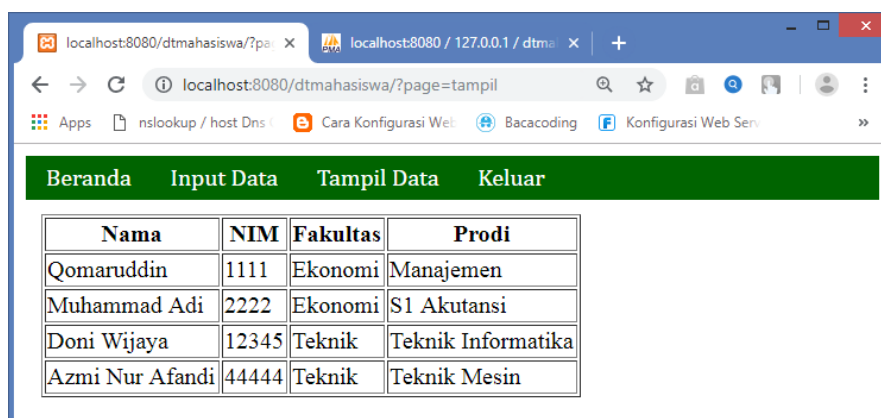 localhost:8080/dtmahasiswa/?pa
localhost:8080 / 127.0.0.1 / dtma
localhost:8080/dtmahasiswa/?page=tampil
Apps nslookup / host Dns Cara Konfigurasi Web Bacacoding Konfigurasi Web Serv
Beranda Input Data Tampil Data Keluar
Nama NIM Fakultas Prodi
Qomaruddin 1111 Ekonomi Manajemen
Muhammad Adi 2222 Ekonomi S1 Akutansi
Doni Wijaya 12345 Teknik Teknik Informatika
Azmi Nur Afandi 44444 Teknik Teknik Mesin